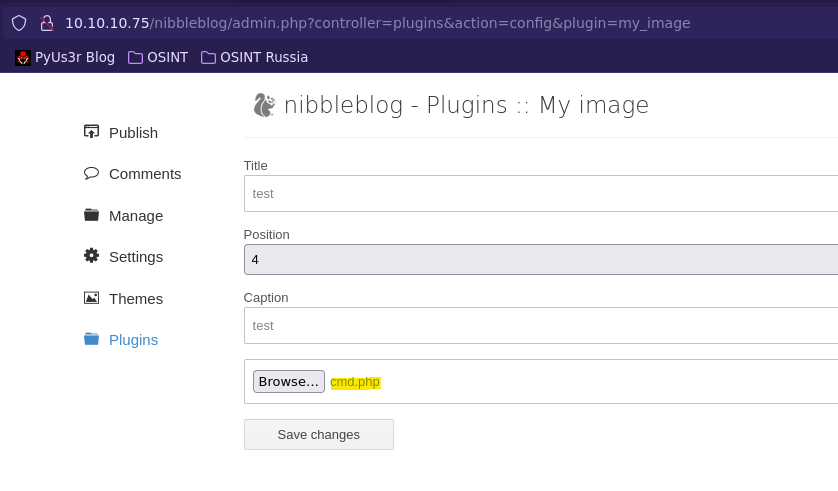 10.10.10.75/nibbleblog/admin.php?controller=plugins&action=config&plugin=my_image
PyUs3r Blog OSINT OSINT Russia
nibbleblog - Plugins :: My image
Publish
Comments
Manage
Settings
Themes
Plugins
Title
test
Position
4
Caption
test
Browse... cmd.php
Save changes